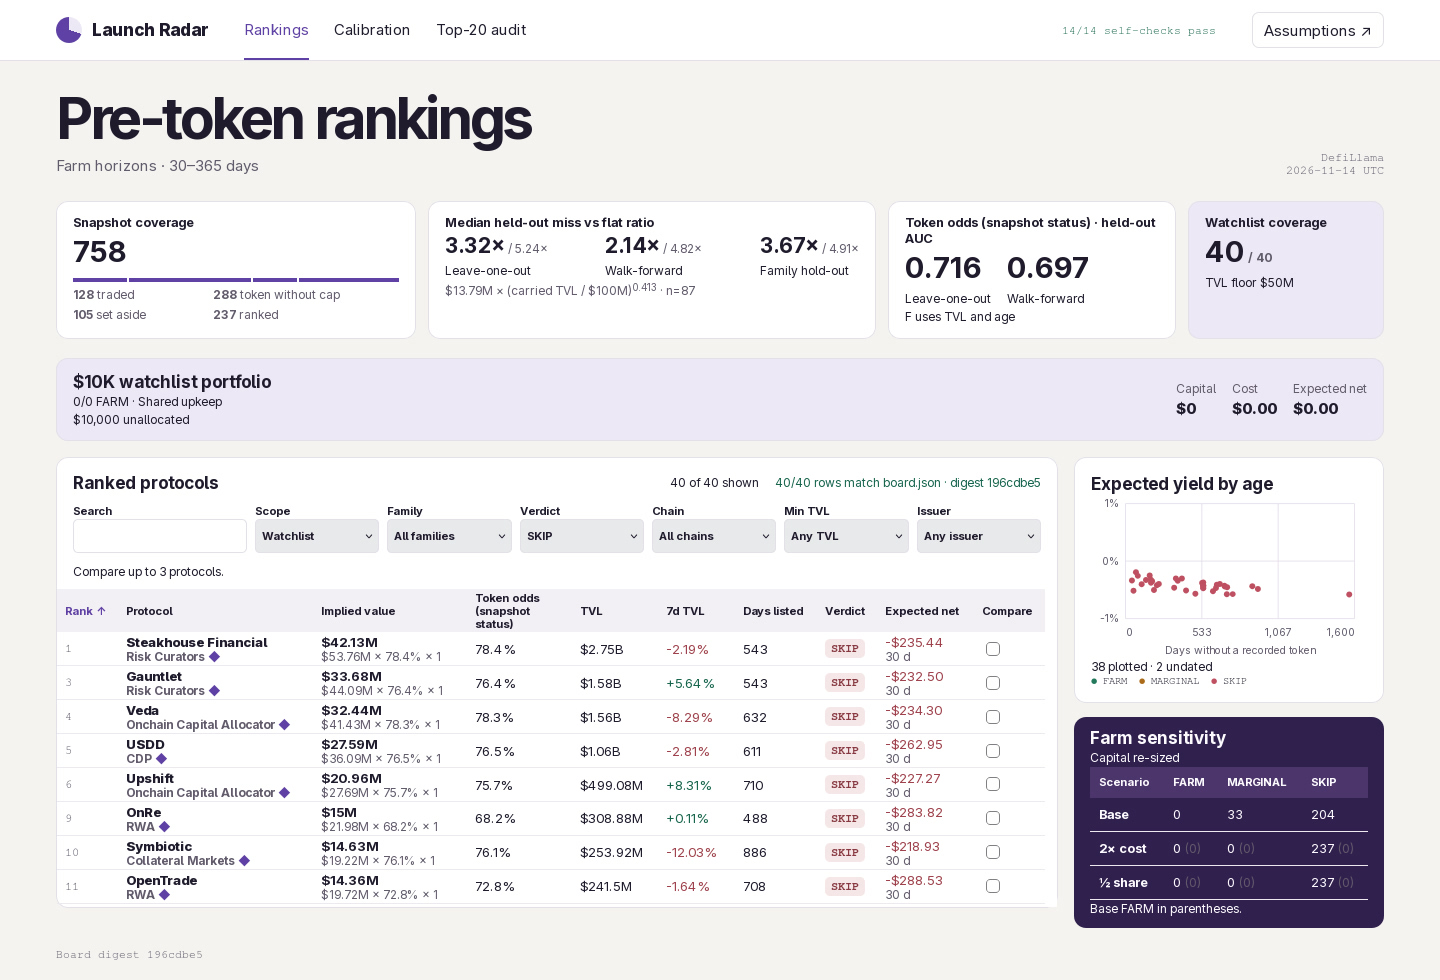 Launch Radar
Rankings
Calibration
Top-20 audit
14/14 self-checks pass
Assumptions ↗
Pre-token rankings
Farm horizons · 30–365 days
DefiLlama
2026-11-14 UTC
Snapshot coverage
758
128 traded
288 token without cap
105 set aside
237 ranked
Median held-out miss vs flat ratio
3.32× / 5.24×
2.14× / 4.82×
3.67× / 4.91×
Leave-one-out
Walk-forward
Family hold-out
$13.79M × (carried TVL / $100M)0.413 · n=87
Token odds (snapshot status) · held-out
AUC
0.716
0.697
Leave-one-out
Walk-forward
F uses TVL and age
Watchlist coverage
40 / 40
TVL floor $50M
$10K watchlist portfolio
0/0 FARM · Shared upkeep
$10,000 unallocated
Capital
Cost
Expected net
$0
$0.00
$0.00
Ranked protocols
40 of 40 shown
40/40 rows match board.json · digest 196cdbe5
Search
Scope
Family
Verdict
Chain
Min TVL
Issuer
Watchlist
All families
SKIP
All chains
Any TVL
Any issuer
Compare up to 3 protocols.
Rank ↑
Protocol
Implied value
Token odds
(snapshot
status)
TVL
7d TVL
Days listed
Verdict
Expected net
Compare
1
Steakhouse Financial
Risk Curators ◆
$42.13M
$53.76M × 78.4% × 1
78.4%
$2.75B
-2.19%
543
SKIP
-$235.44
30 d
3
Gauntlet
Risk Curators ◆
$33.68M
$44.09M × 76.4% × 1
76.4%
$1.58B
+5.64%
543
SKIP
-$232.50
30 d
4
Veda
Onchain Capital Allocator ◆
$32.44M
$41.43M × 78.3% × 1
78.3%
$1.56B
-8.29%
632
SKIP
-$234.30
30 d
5
USDD
CDP ◆
$27.59M
$36.09M × 76.5% × 1
76.5%
$1.06B
-2.81%
611
SKIP
-$262.95
30 d
6
Upshift
Onchain Capital Allocator ◆
$20.96M
$27.69M × 75.7% × 1
75.7%
$499.08M
+8.31%
710
SKIP
-$227.27
30 d
9
OnRe
RWA ◆
$15M
$21.98M × 68.2% × 1
68.2%
$308.88M
+0.11%
488
SKIP
-$283.82
30 d
10
Symbiotic
Collateral Markets ◆
$14.63M
$19.22M × 76.1% × 1
76.1%
$253.92M
-12.03%
886
SKIP
-$218.93
30 d
11
OpenTrade
RWA ◆
$14.36M
$19.72M × 72.8% × 1
72.8%
$241.5M
-1.64%
708
SKIP
-$288.53
30 d
Expected yield by age
1%
0%
-1%
0
533
1,067
1,600
Days without a recorded token
38 plotted · 2 undated
FARM
MARGINAL
SKIP
Farm sensitivity
Capital re-sized
Scenario
FARM
MARGINAL
SKIP
Base
0
33
204
2× cost
0 (0)
0 (0)
237 (0)
½ share
0 (0)
0 (0)
237 (0)
Base FARM in parentheses.
Board digest 196cdbe5